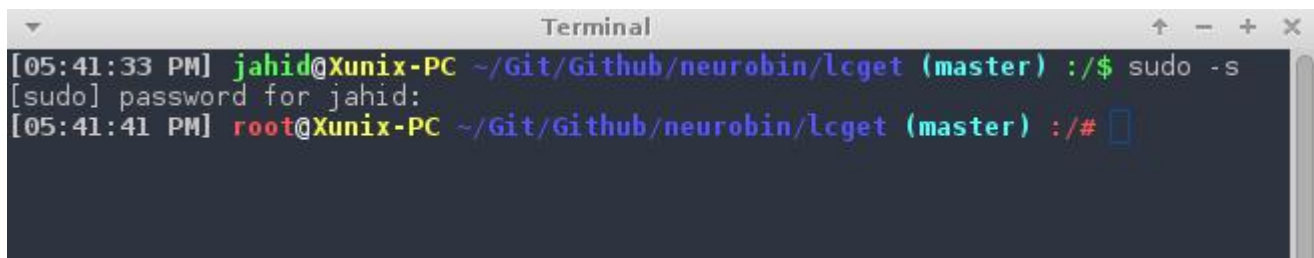 Terminal
[05:41:33 PM] jahid@Xunix-PC ~/Git/Github/neurobin/lcget (master) :/$ sudo -s
[sudo] password for jahid:
[05:41:41 PM] root@Xunix-PC ~/Git/Github/neurobin/lcget (master) :/#